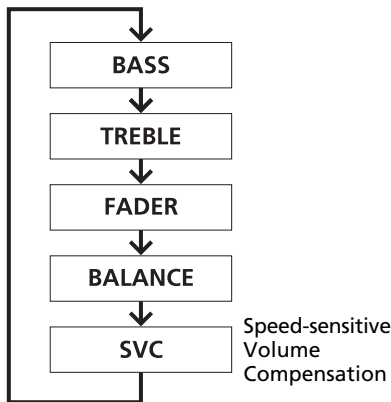 BASS
TREBLE
FADER
BALANCE
SVC
Speed-sensitive
Volume
Compensation